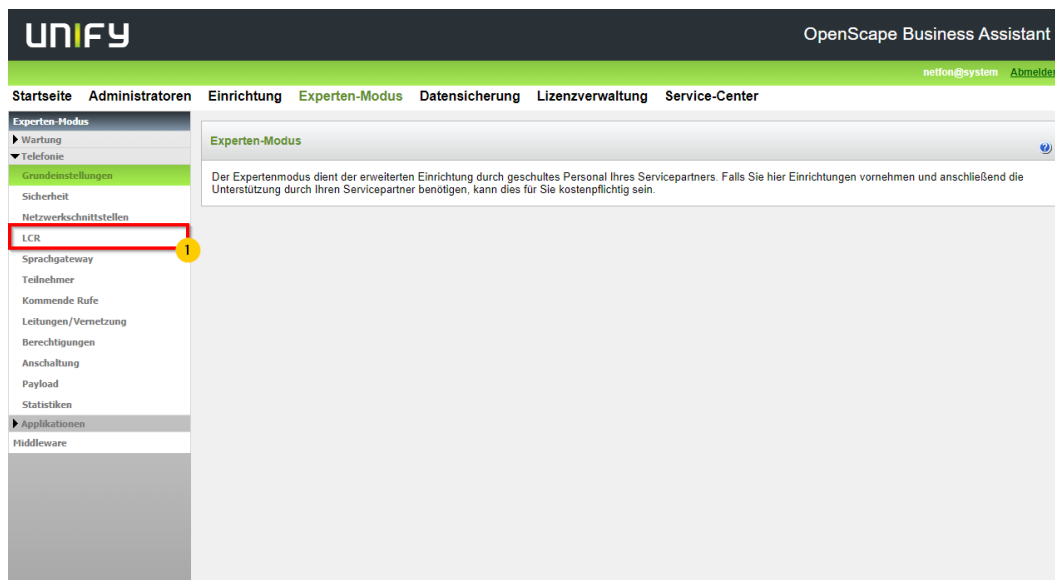 UNIFY
OpenScape Business Assistant
netfon@system Abmelden
Startseite Administratoren Einrichtung Experten-Modus Datensicherung Lizenzverwaltung Service-Center
Experten-Modus
Wartung
Telefonie
Grundeinstellungen
Sicherheit
Netzwerkschnittstellen
LCR
1
Sprachgateway
Teilnehmer
Kommende Rufe
Leitungen/Vernetzung
Berechtigungen
Anschaltung
Payload
Statistiken
Applikationen
Middleware
Experten-Modus
?
Der Expertenmodus dient der erweiterten Einrichtung durch geschultes Personal Ihres Servicepartners. Falls Sie hier Einrichtungen vornehmen und anschließend die
Unterstützung durch Ihren Servicepartner benötigen, kann dies für Sie kostenpflichtig sein.